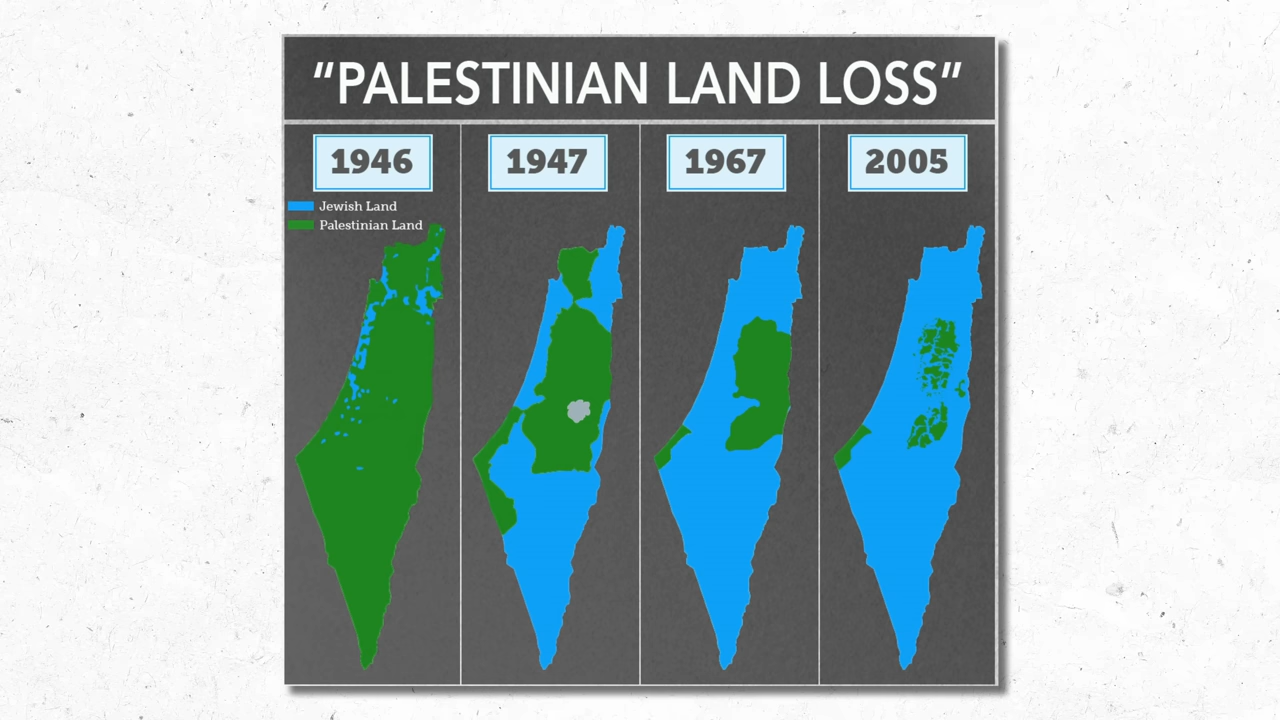 “PALESTINIAN LAND LOSS”
1946
1947
1967
2005
Jewish Land
Palestinian Land